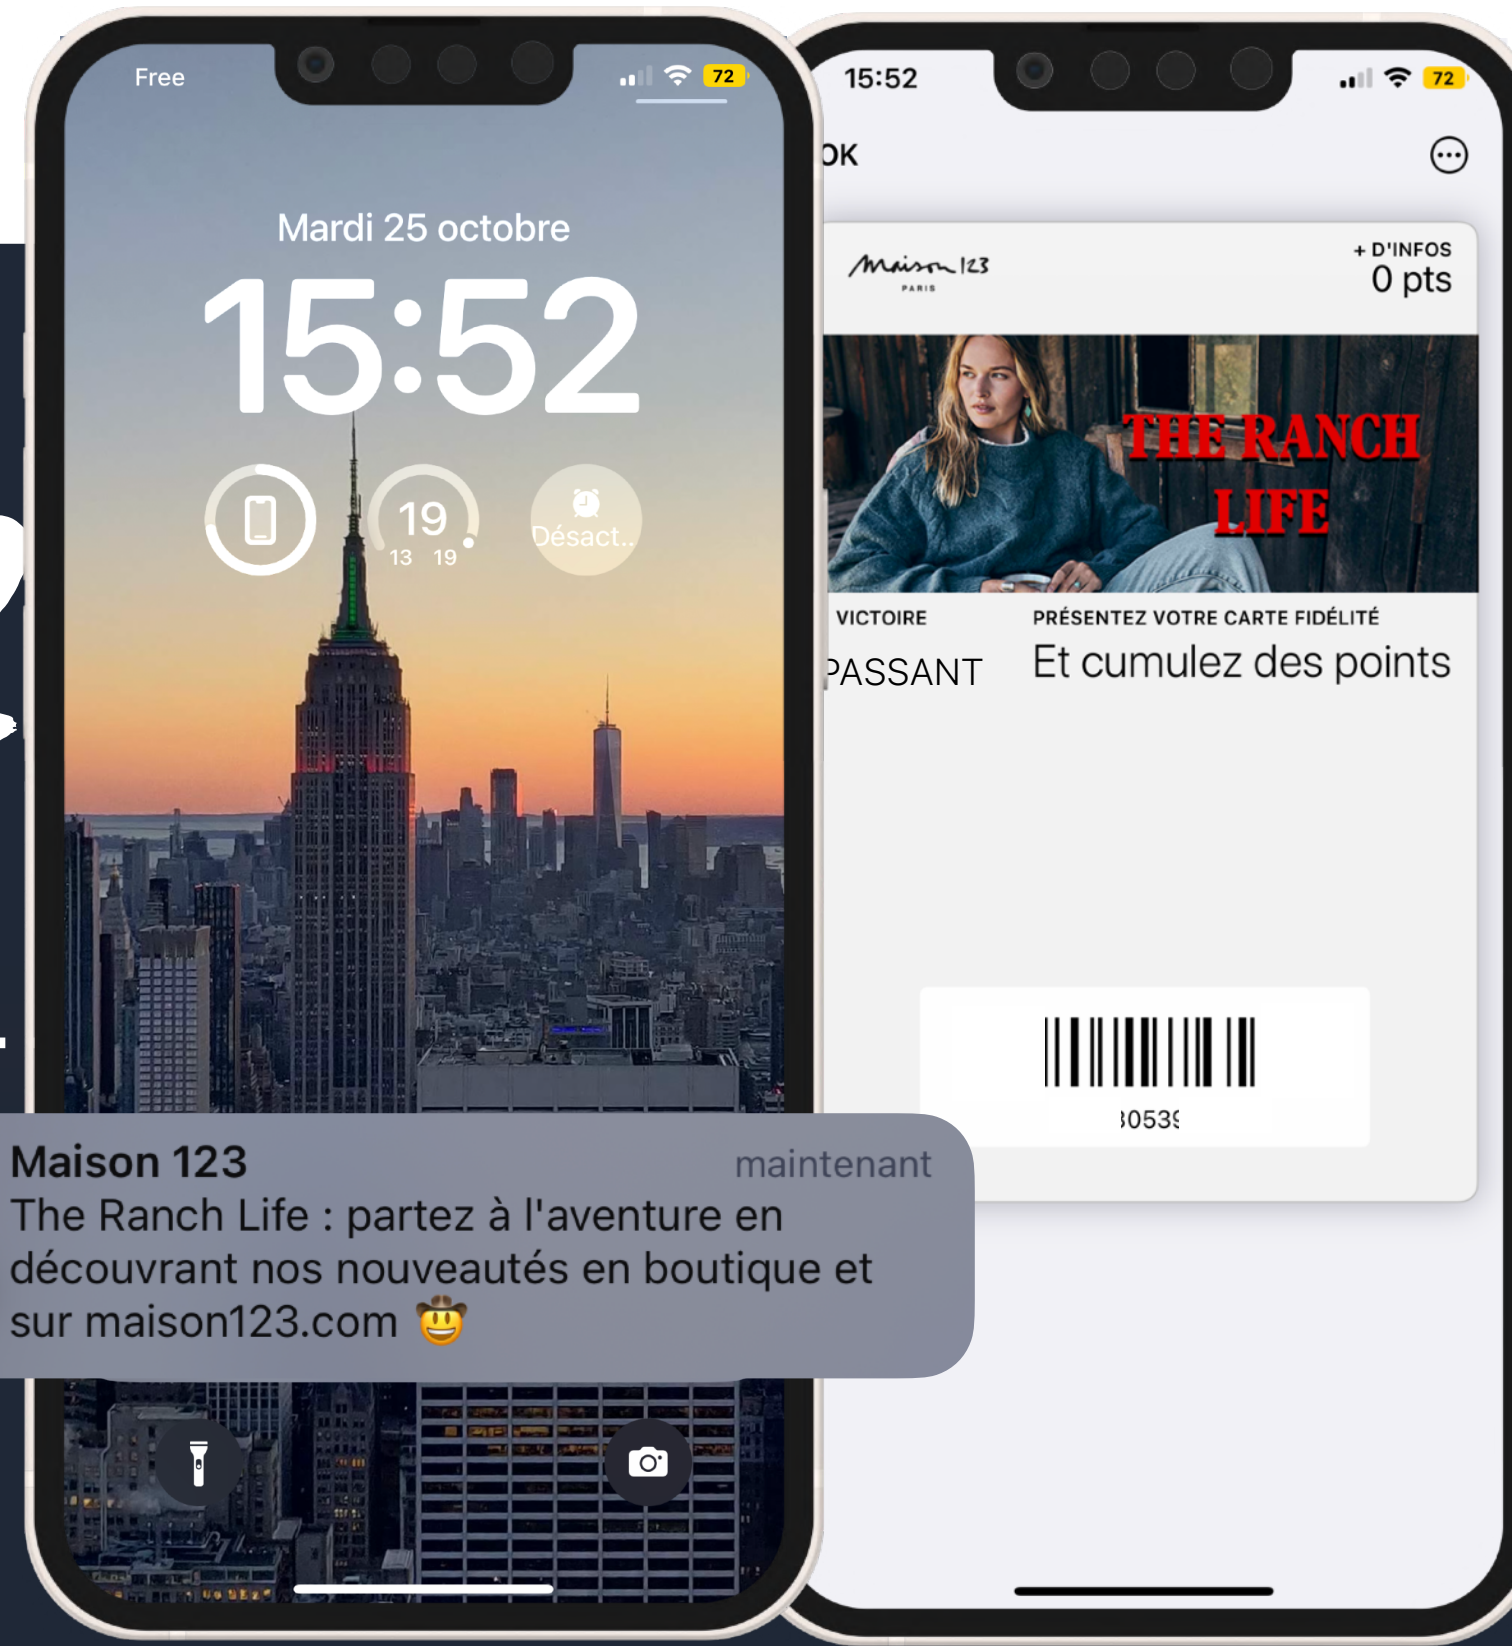 Free
72
Mardi 25 octobre
15:52
19
13 19
Désact..
Maison 123
maintenant
The Ranch Life : partez à l'aventure en
découvrant nos nouveautés en boutique et
sur maison123.com 🤠
15:52
72
OK
Maison 123
PARIS
+ D'INFOS
0 pts
THE RANCH
LIFE
VICTOIRE
PASSANT
PRÉSENTEZ VOTRE CARTE FIDÉLITÉ
Et cumulez des points
30539